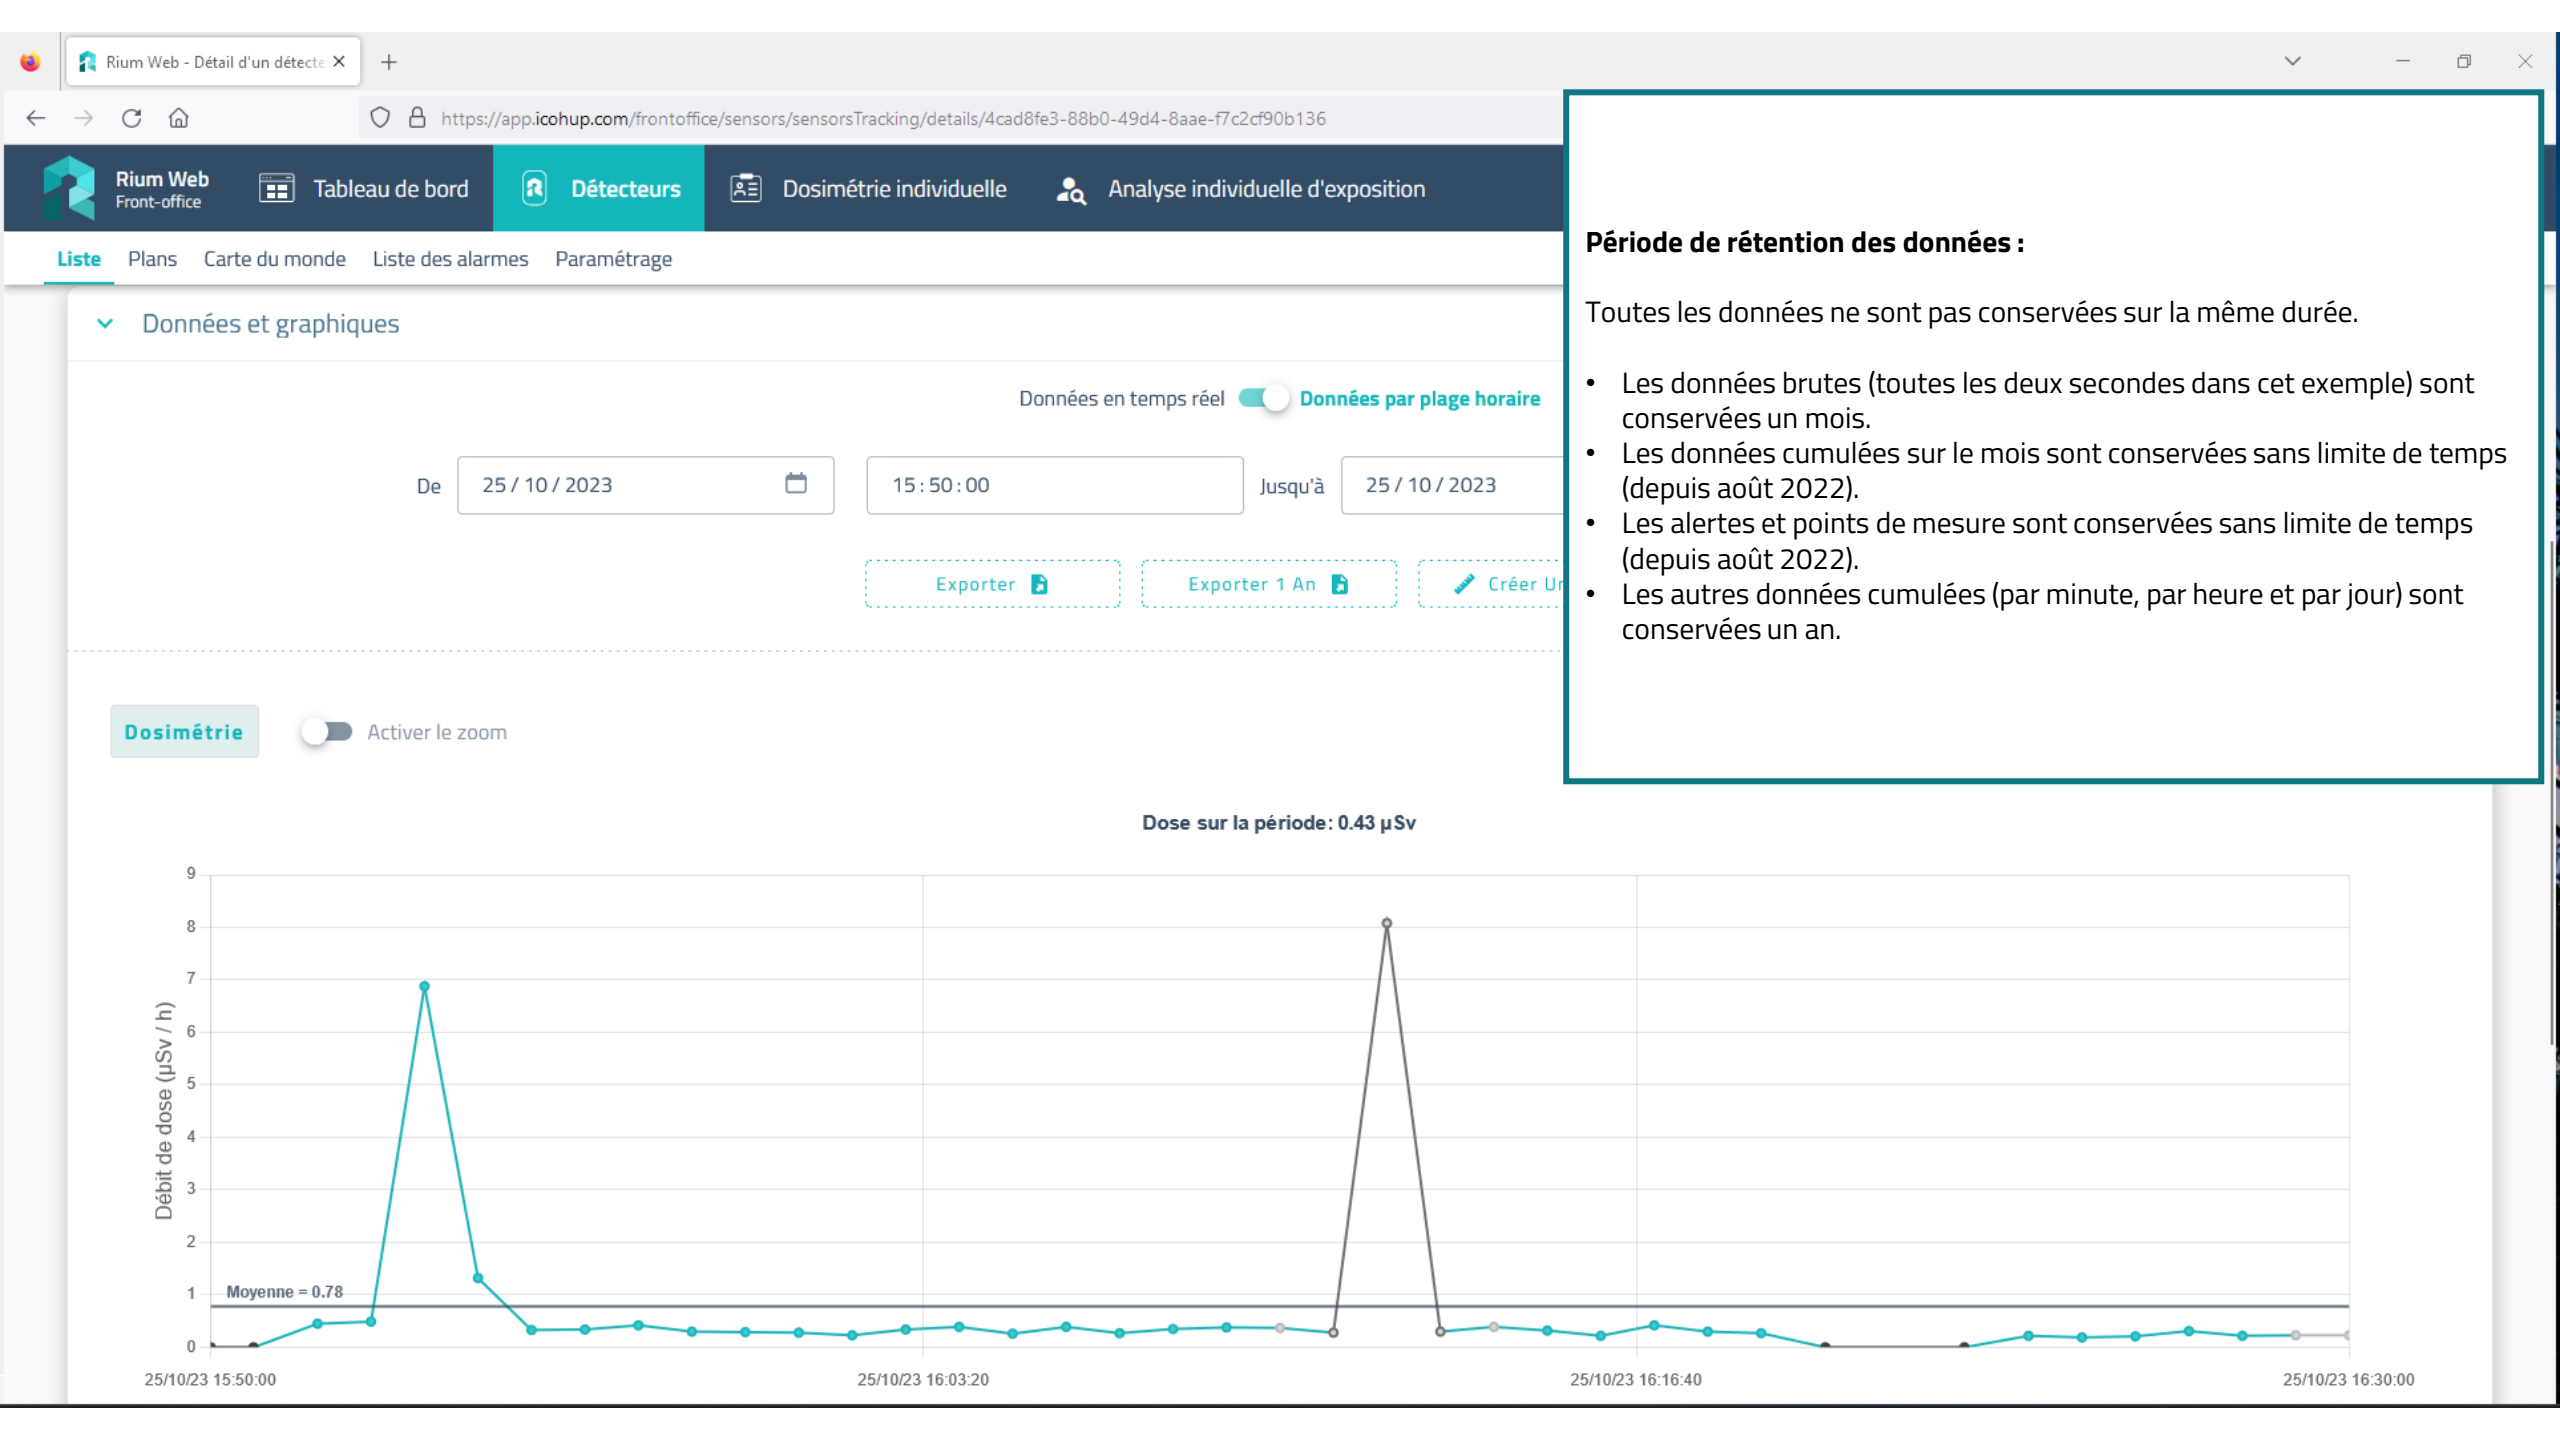 Rium Web - Détail d'un détecte
https://app.icohup.com/frontoffice/sensors/sensorsTracking/details/4cad8fe3-88b0-49d4-8aae-f7c2cf90b136
Rium Web
Front-office
Tableau de bord
Détecteurs
Dosimétrie individuelle
Analyse individuelle d'exposition
Liste
Plans
Carte du monde
Liste des alarmes
Paramétrage
Données et graphiques
Données en temps réel
Données par plage horaire
De
25 / 10 / 2023
15 : 50 : 00
Jusqu'à
25 / 10 / 2023
Exporter
Exporter 1 An
Créer Un
Période de rétention des données :
Toutes les données ne sont pas conservées sur la même durée.
• Les données brutes (toutes les deux secondes dans cet exemple) sont
conservées un mois.
• Les données cumulées sur le mois sont conservées sans limite de temps
(depuis août 2022).
• Les alertes et points de mesure sont conservées sans limite de temps
(depuis août 2022).
• Les autres données cumulées (par minute, par heure et par jour) sont
conservées un an.
Dosimétrie
Activer le zoom
Dose sur la période: 0.43 µSv
Débit de dose (µSv / h)
9
8
7
6
5
4
3
2
1
0
Moyenne = 0.78
25/10/23 15:50:00
25/10/23 16:03:20
25/10/23 16:16:40
25/10/23 16:30:00